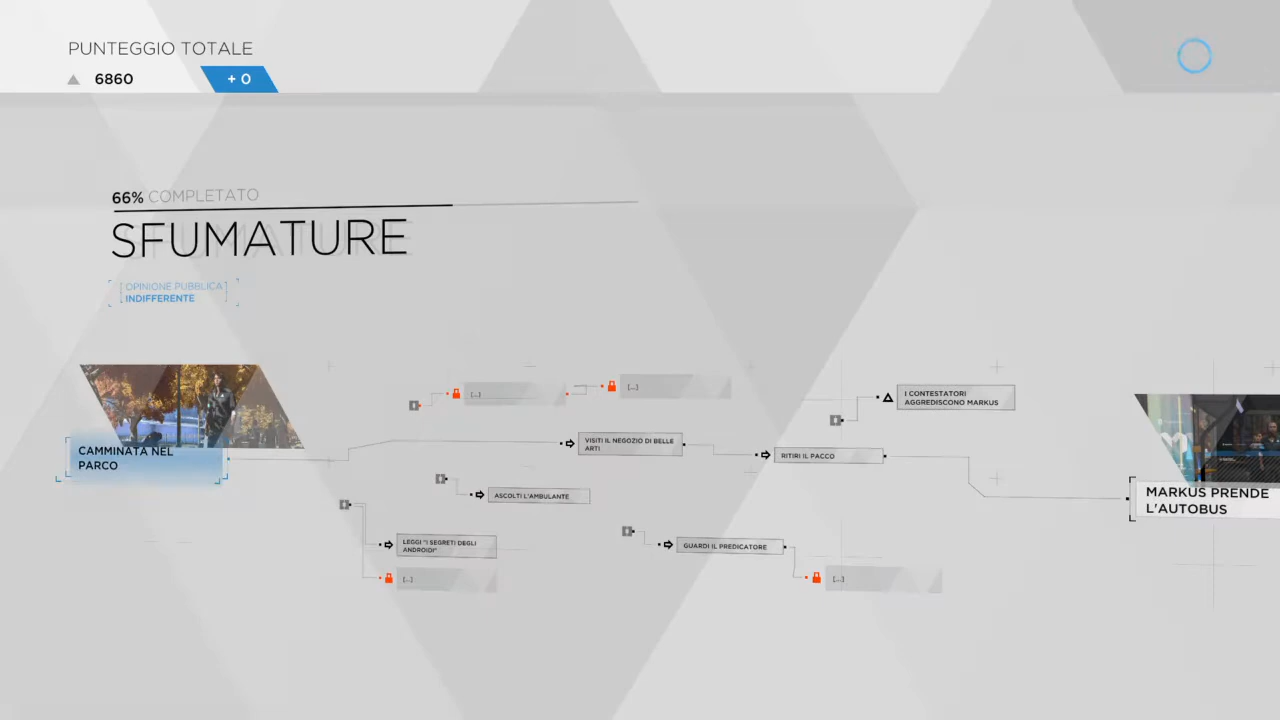 PUNTEGGIO TOTALE
6860
+ 0
66% COMPLETATO
SFUMATURE
OPINIONE PUBBLICA
INDIFFERENTE
[...]
[...]
I CONTESTATORI
AGGREDISCONO MARKUS
CAMMINATA NEL
PARCO
VISITI IL NEGOZIO DI BELLE
ARTI
RITIRI IL PACCO
MARKUS PRENDE
L'AUTOBUS
ASCOLTI L'AMBULANTE
LEGGI "I SEGRETI DEGLI
ANDROIDI"
GUARDI IL PREDICATORE
[...]
[...]